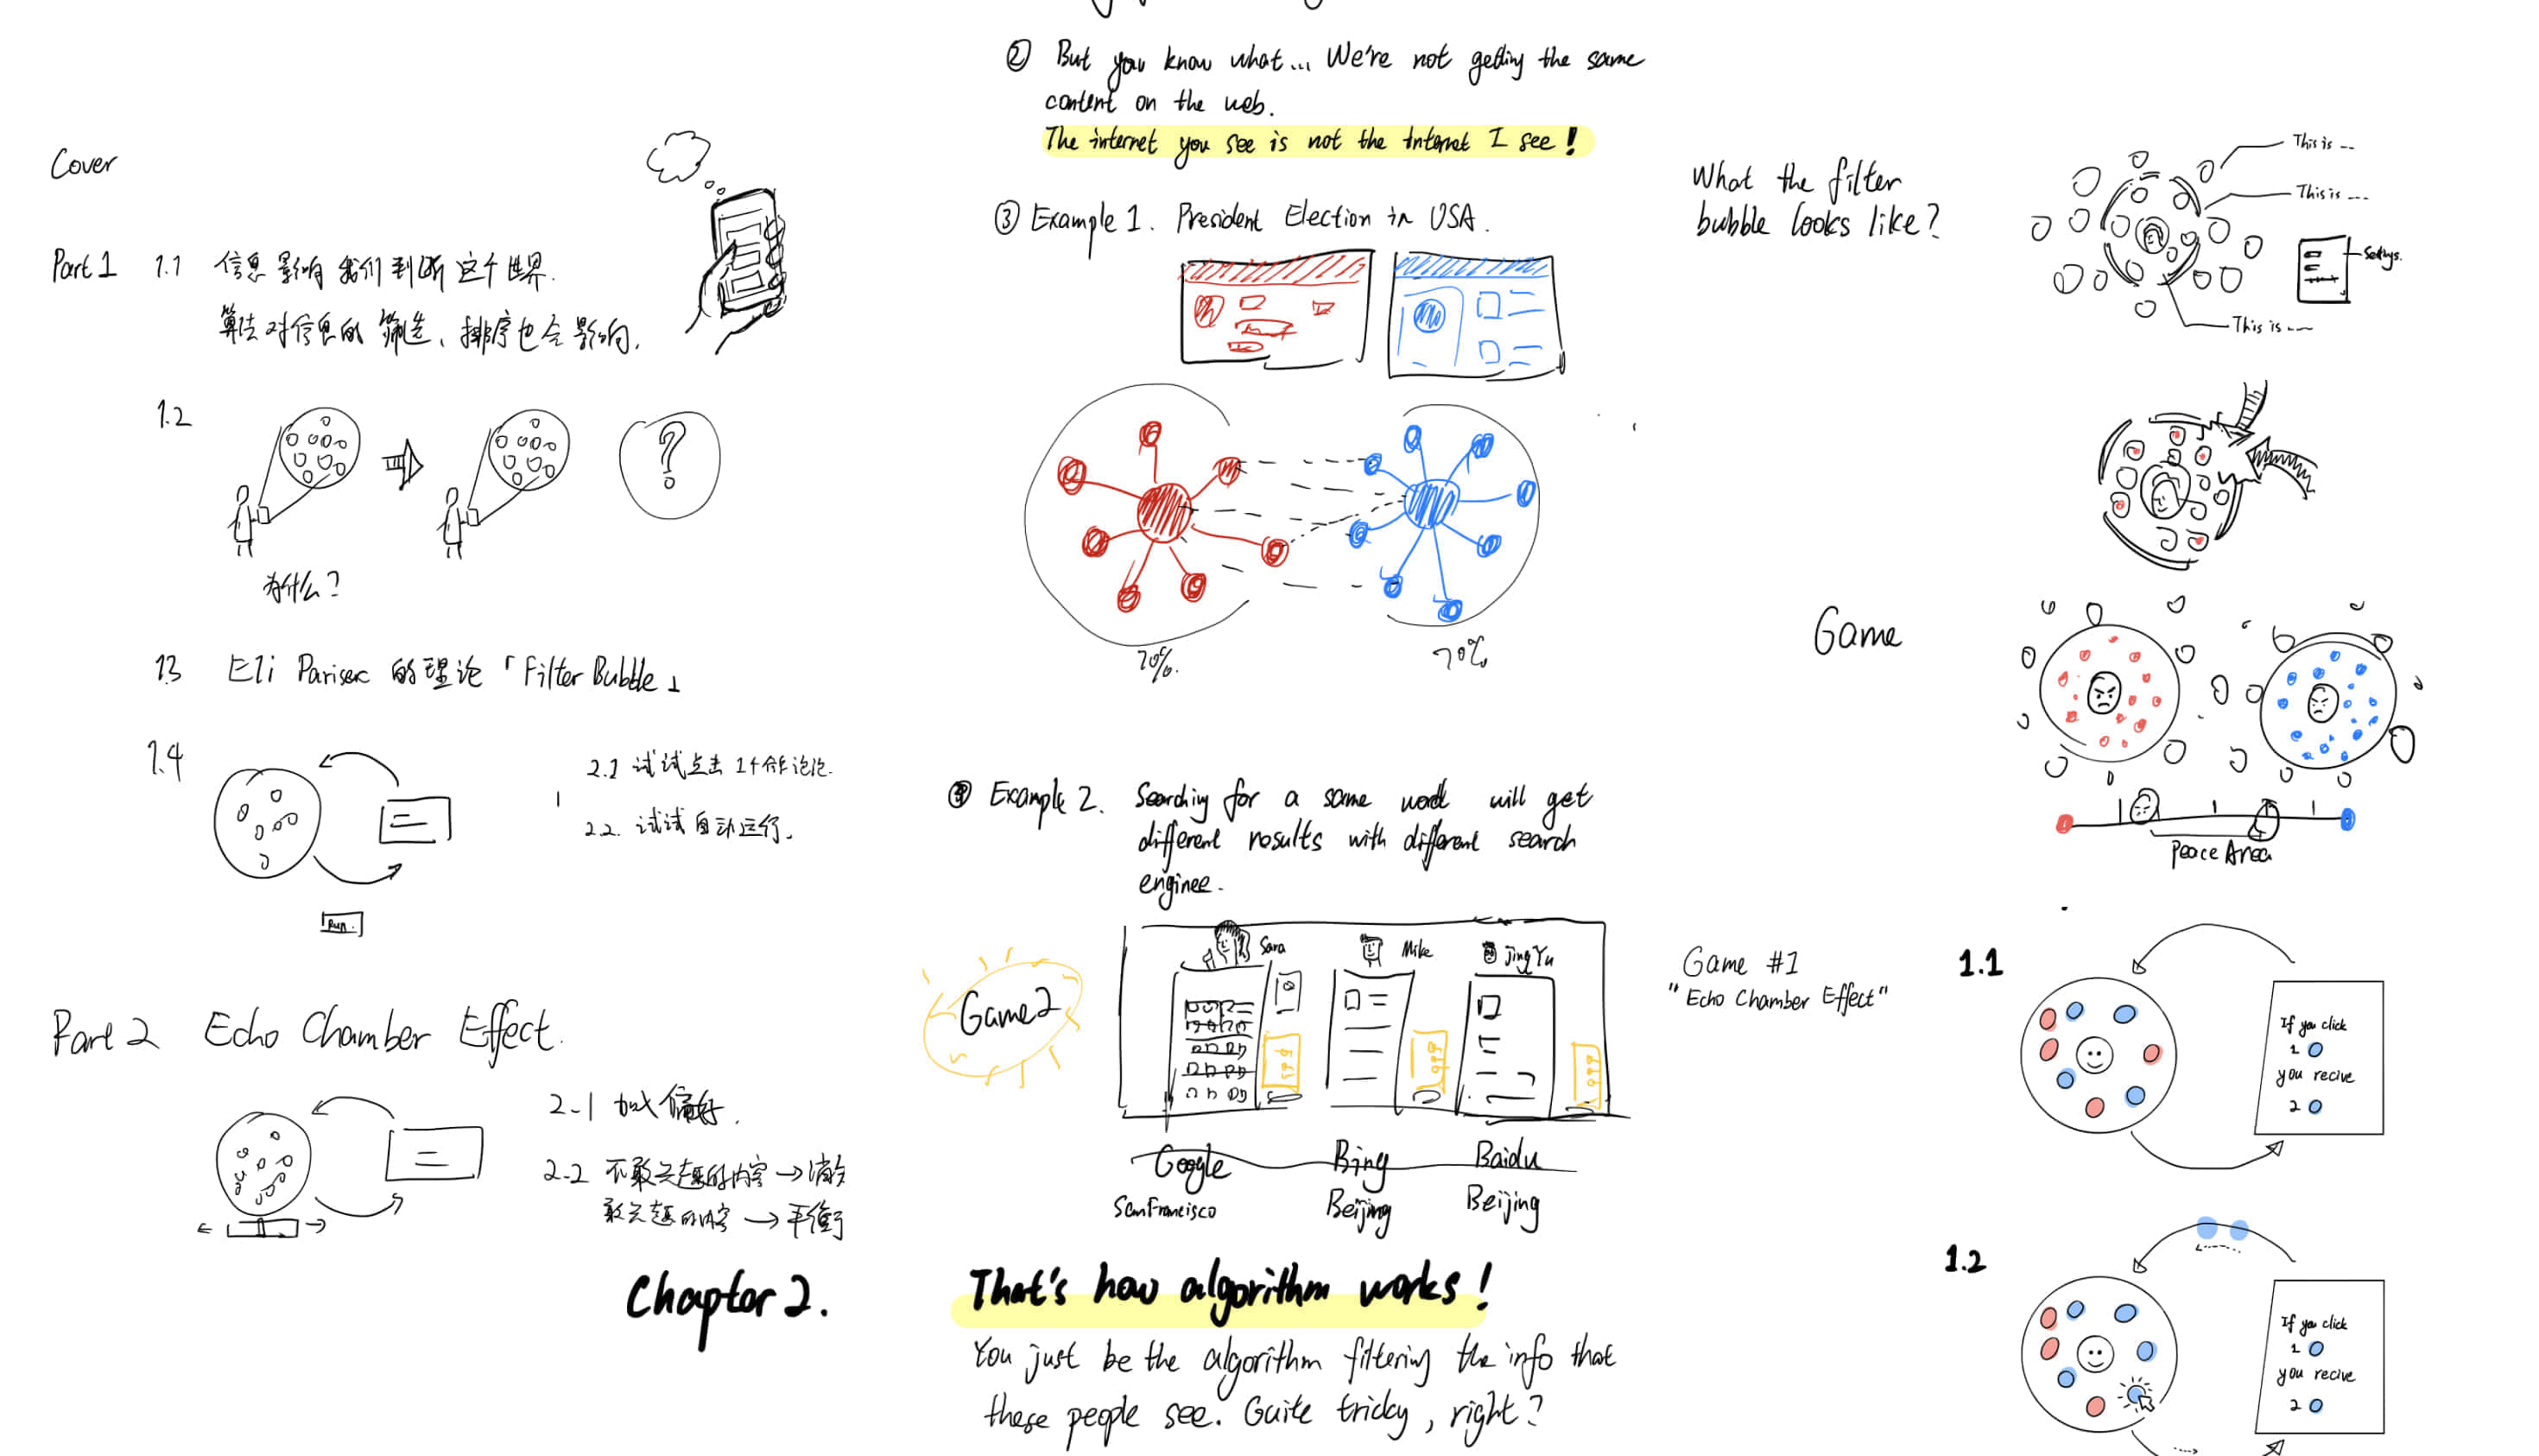 Cover
Part 1 1.1 信息影响我们判断这个世界.
算法对信息的筛选、排序也会影响.
1.2
?
为什么?
1.3 Eli Pariser 的理论「Filter Bubble」
1.4
2.1 试试点击1个
2.2. 试试自动运行.
Run.
Part 2 Echo Chamber Effect.
2-1 加入偏好.
2-2 不感兴趣的内容→消失
感兴趣的内容→平衡
Chapter 2.
② But you know what... We're not getting the same
content on the web.
The internet you see is not the internet I see!
③ Example 1. President Election in USA.
70%.
70%
Example 2. Searching for a same word will get
different results with different search
enginee.
Game2
Sara
Mike
Jing Yu
Google
Bing
Baidu
SanFrancisco
Beijing
Beijing
That's how algorithm works!
You just be the algorithm filtering the info that
these people see. Quite tricky, right?
What the filter
bubble looks like?
This is --
This is ---
Settings.
This is ---
Game
Peace Area
Game #1
"Echo Chamber Effect"
1.1
If you click
1
you recive
2
1.2
If you click
1
you recive
2